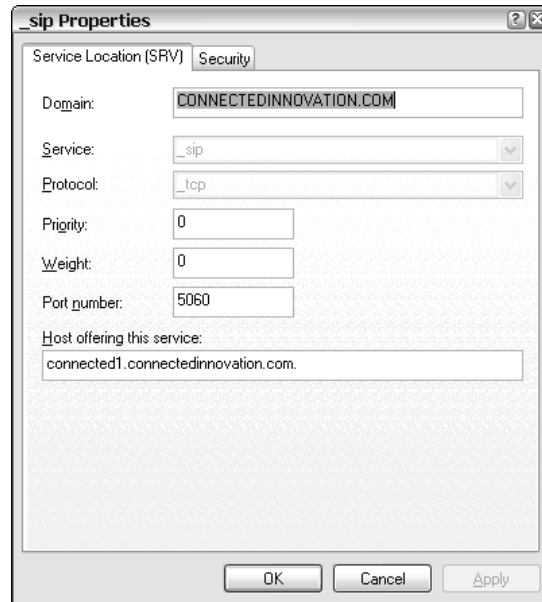 _sip Properties
Service Location (SRV) Security
Domain: CONNECTEDINNOVATION.COM
Service: _sip
Protocol: _tcp
Priority: 0
Weight: 0
Port number: 5060
Host offering this service:
connected1.connectedinnovation.com.
OK Cancel Apply